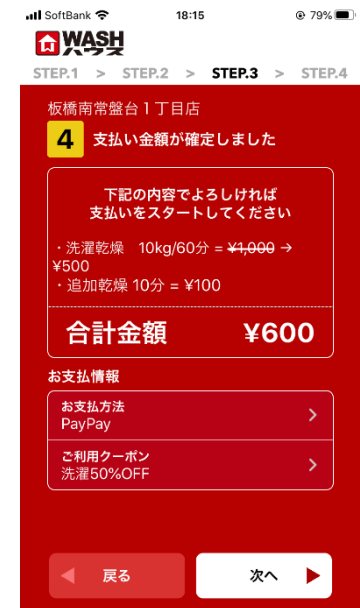 SoftBank 18:15 79%
WASH
ハウス
STEP.1 > STEP.2 > STEP.3 > STEP.4
板橋南常盤台1丁目店
4 支払い金額が確定しました
下記の内容でよろしければ
支払いをスタートしてください
・洗濯乾燥 10kg/60分 = ¥1,000 →
¥500
・追加乾燥 10分 = ¥100
合計金額 ¥600
お支払情報
お支払方法
PayPay
ご利用クーポン
洗濯50%OFF
戻る 次へ